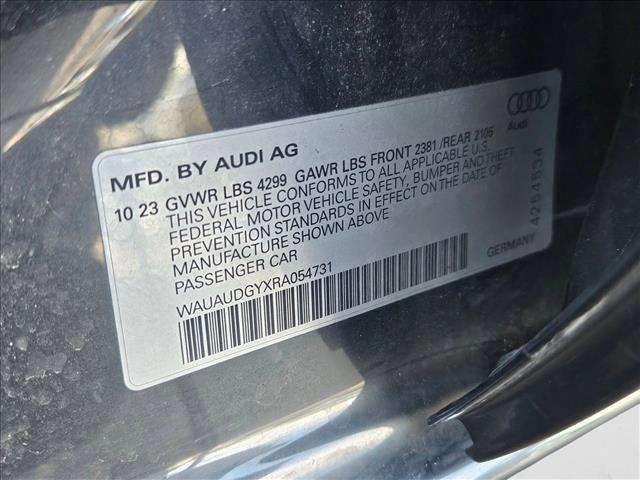 Audi
MFD. BY AUDI AG
10 23 GVWR LBS 4299 GAWR LBS FRONT 2381 /REAR 2105
THIS VEHICLE CONFORMS TO ALL APPLICABLE U.S.
FEDERAL MOTOR VEHICLE SAFETY, BUMPER AND THEFT
PREVENTION STANDARDS IN EFFECT ON THE DATE OF
MANUFACTURE SHOWN ABOVE
PASSENGER CAR
WAUAUDGYXRA054731
GERMANY
4254534